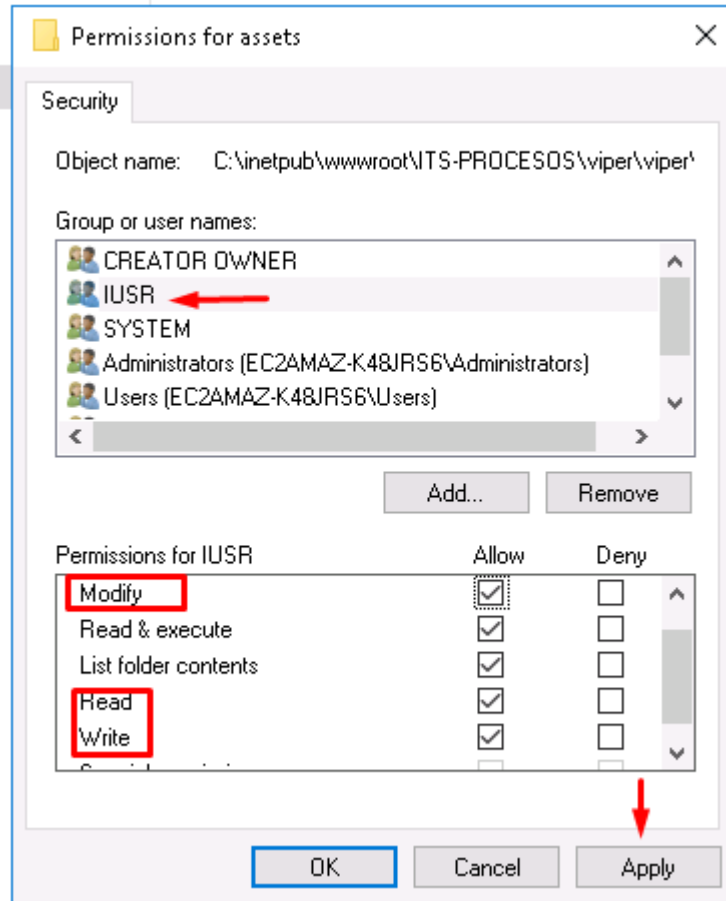 Permissions for assets
Security
Object name: C:\inetpub\wwwroot\ITS-PROCESOS\viper\viper\
Group or user names:
CREATOR OWNER
IUSR
SYSTEM
Administrators (EC2AMAZ-K48JRS6\Administrators)
Users (EC2AMAZ-K48JRS6\Users)
Add... Remove
Permissions for IUSR Allow Deny
Modify
Read & execute
List folder contents
Read
Write
OK Cancel Apply